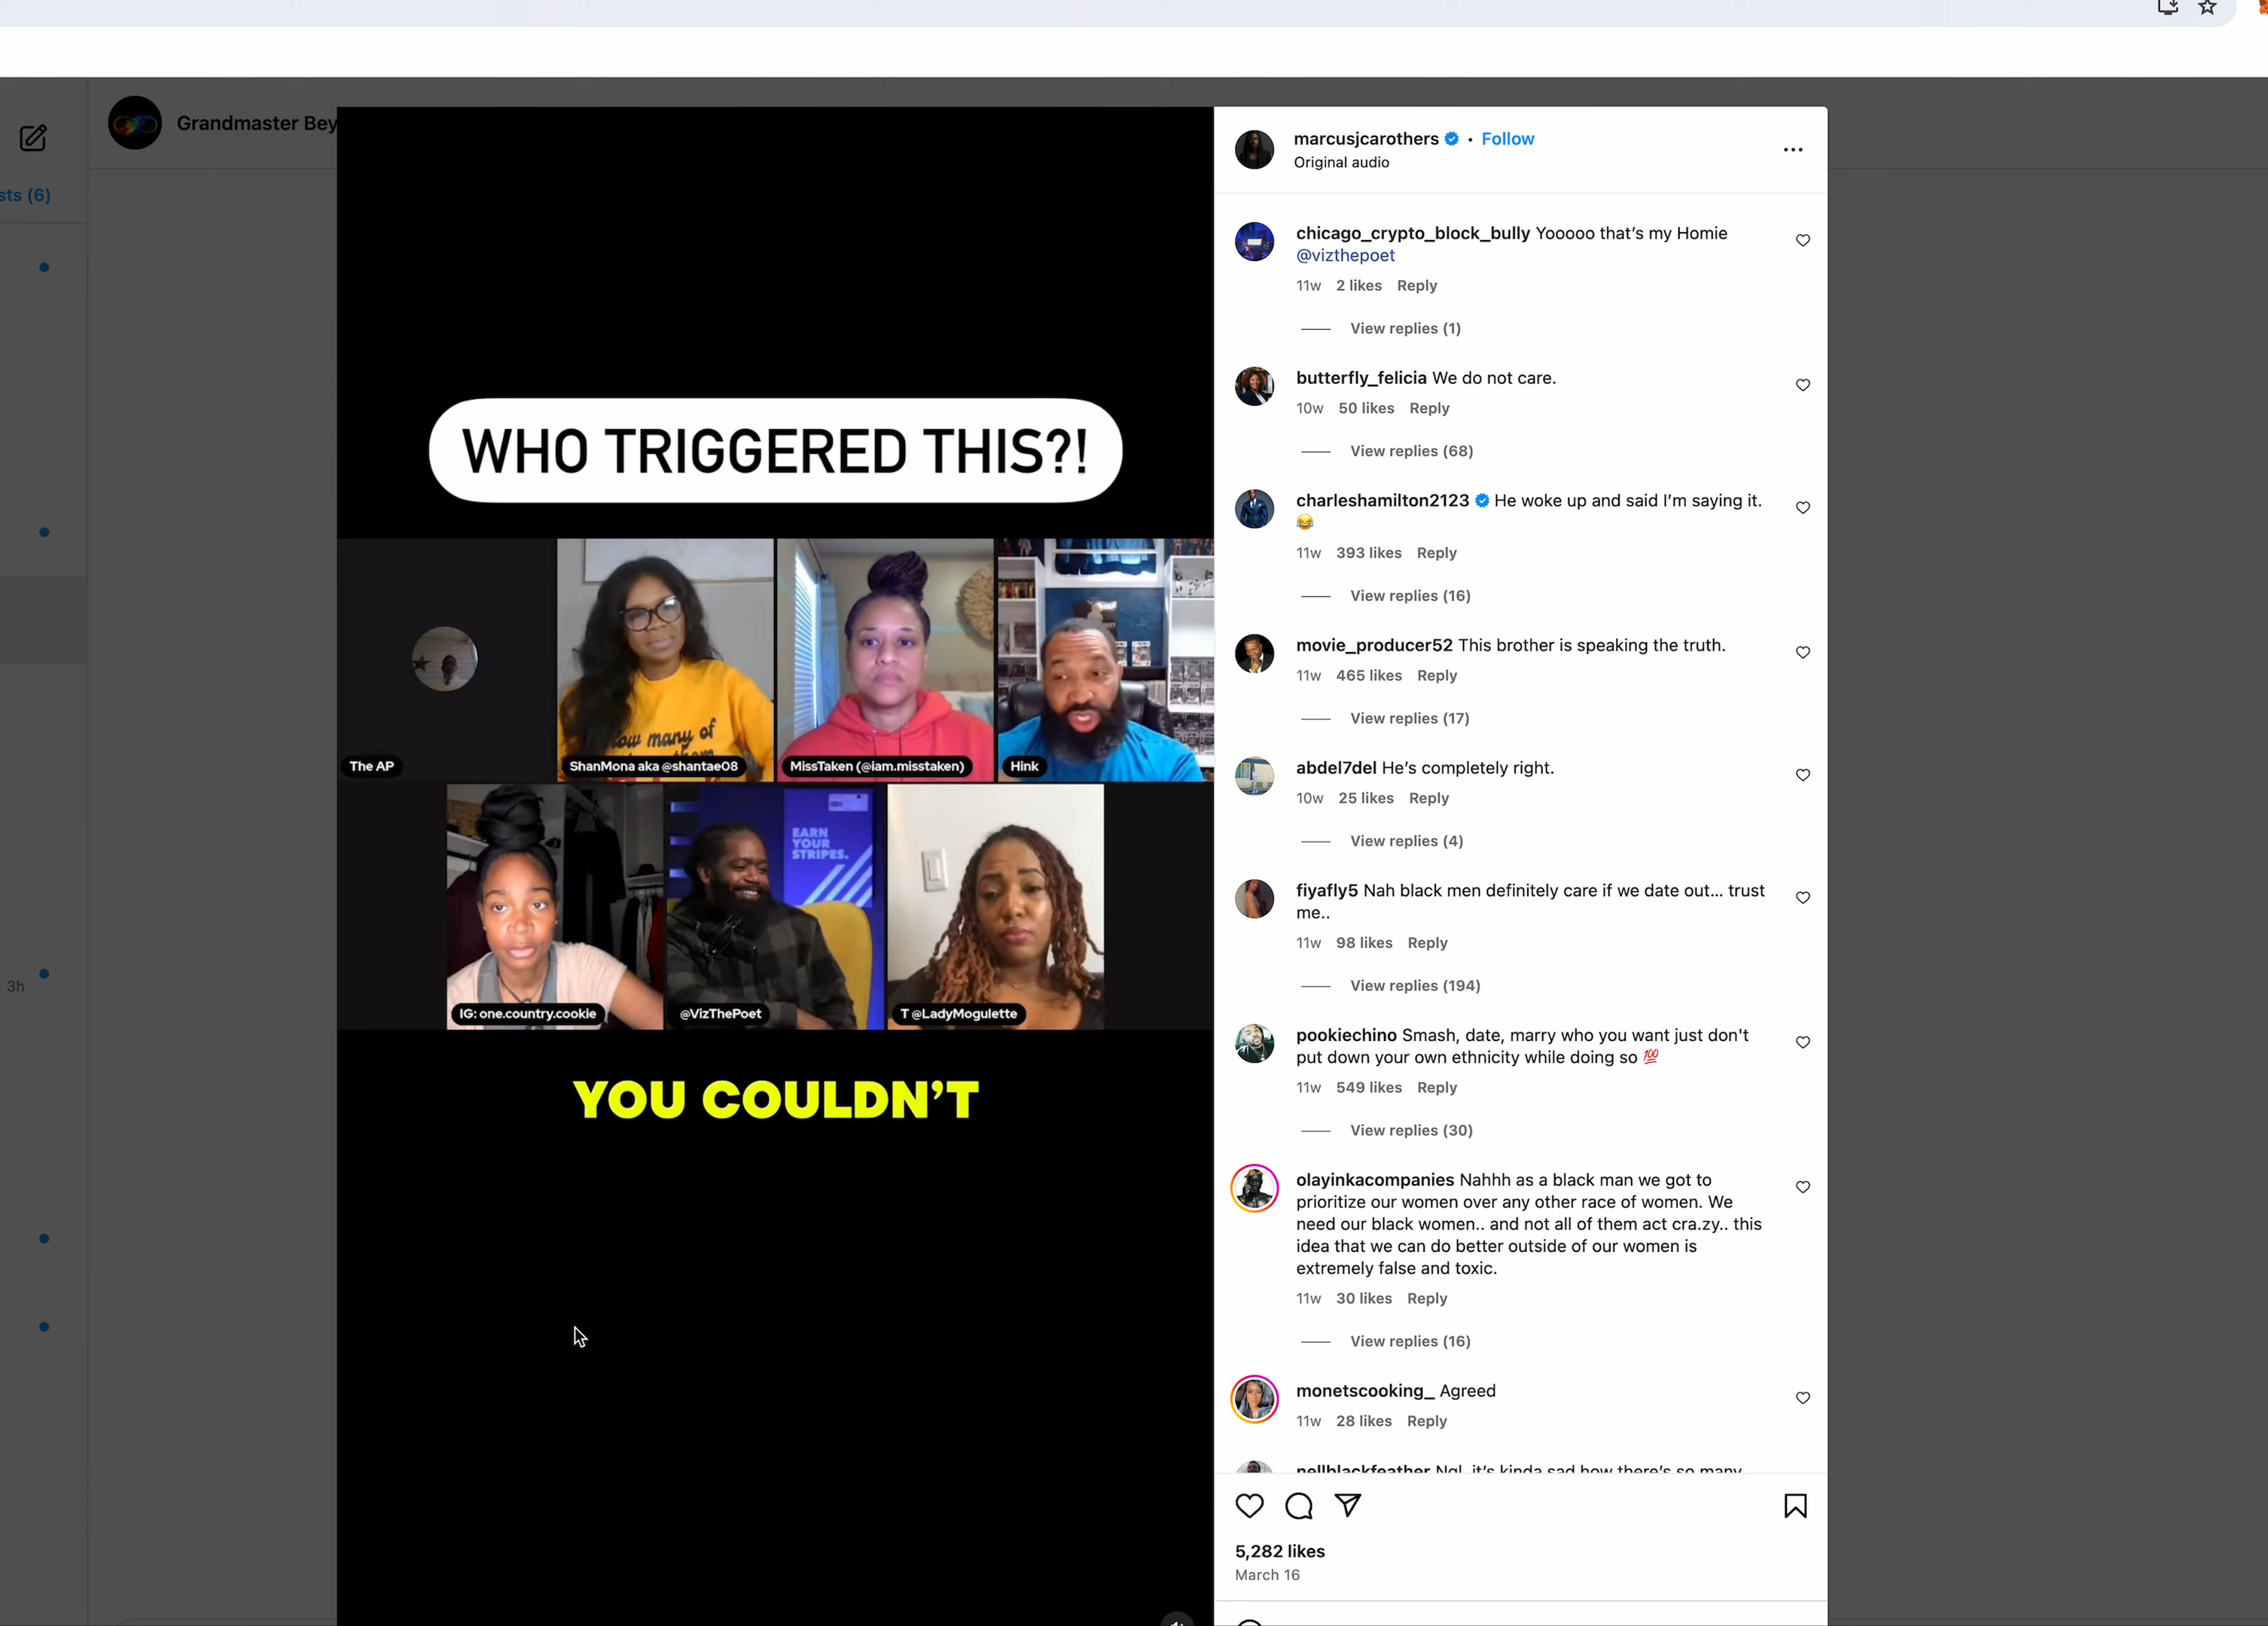 Grandmaster Bey
sts (6)
3h
WHO TRIGGERED THIS?!
The AP
ShanMona aka @shantae08
MissTaken (@iam.misstaken)
Hink
how many of
them
EARN
YOUR
STRIPES.
IG: one.country.cookie
@VizThePoet
T @LadyMogulette
YOU COULDN'T
marcusjcarothers • Follow
Original audio
chicago_crypto_block_bully Yooooo that's my Homie
@vizthepoet
11w 2 likes Reply
View replies (1)
butterfly_felicia We do not care.
10w 50 likes Reply
View replies (68)
charleshamilton2123 He woke up and said I'm saying it.
😂
11w 393 likes Reply
View replies (16)
movie_producer52 This brother is speaking the truth.
11w 465 likes Reply
View replies (17)
abdel7del He's completely right.
10w 25 likes Reply
View replies (4)
fiyafly5 Nah black men definitely care if we date out... trust
me..
11w 98 likes Reply
View replies (194)
pookiechino Smash, date, marry who you want just don't
put down your own ethnicity while doing so 💯
11w 549 likes Reply
View replies (30)
olayinkacompanies Nahhh as a black man we got to
prioritize our women over any other race of women. We
need our black women.. and not all of them act cra.zy.. this
idea that we can do better outside of our women is
extremely false and toxic.
11w 30 likes Reply
View replies (16)
monetscooking_ Agreed
11w 28 likes Reply
nellblackfeather Ngl, it's kinda sad how there's so many
5,282 likes
March 16